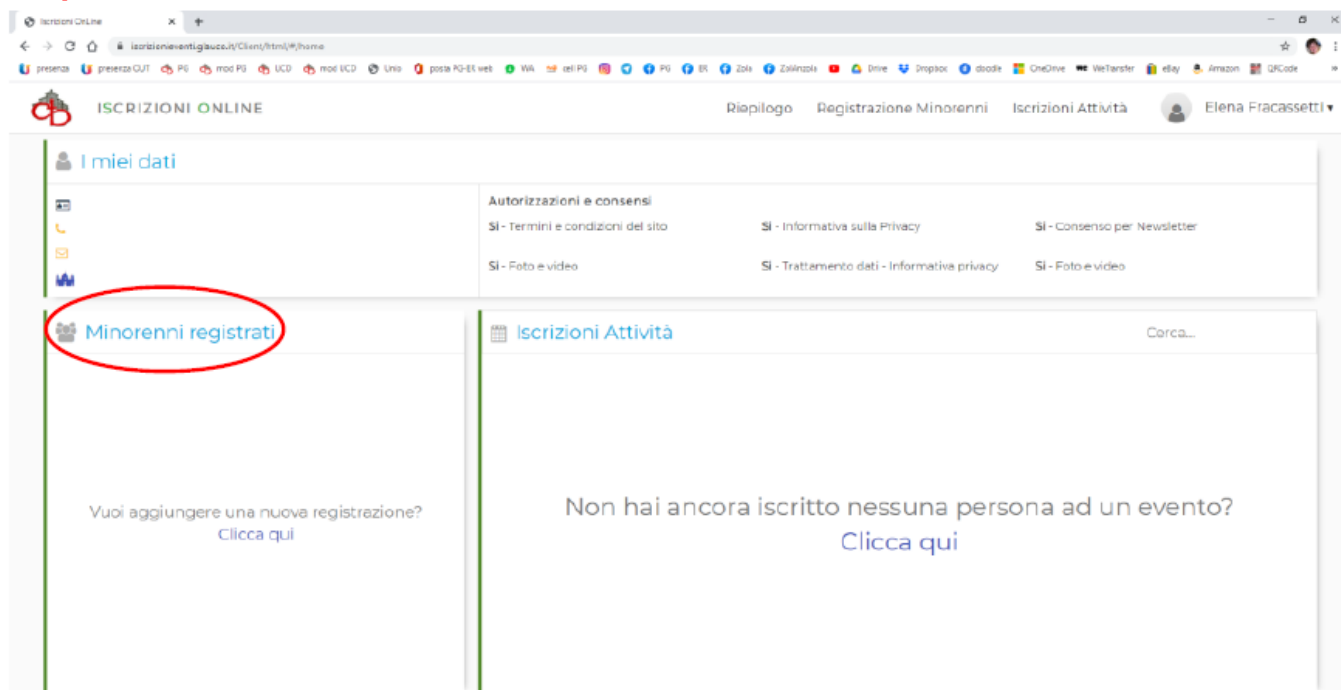 Iscrizioni OnLine
iscrizionieventi.glauco.it/Client/html/#/home
presenza presenza OUT PG mod PG UCD mod UCD Unio posta PG-ER web WA cell PG PG ER Zola ZolAnzola Drive Dropbox doodle OneDrive WeTransfer eBay Amazon QRCode
ISCRIZIONI ONLINE Riepilogo Registrazione Minorenni Iscrizioni Attività Elena Fracassetti
I miei dati
Autorizzazioni e consensi
Si - Termini e condizioni del sito Si - Informativa sulla Privacy Si - Consenso per Newsletter
Si - Foto e video Si - Trattamento dati - Informativa privacy Si - Foto e video
Minorenni registrati
Iscrizioni Attività Cerca...
Vuoi aggiungere una nuova registrazione?
Clicca qui
Non hai ancora iscritto nessuna persona ad un evento?
Clicca qui